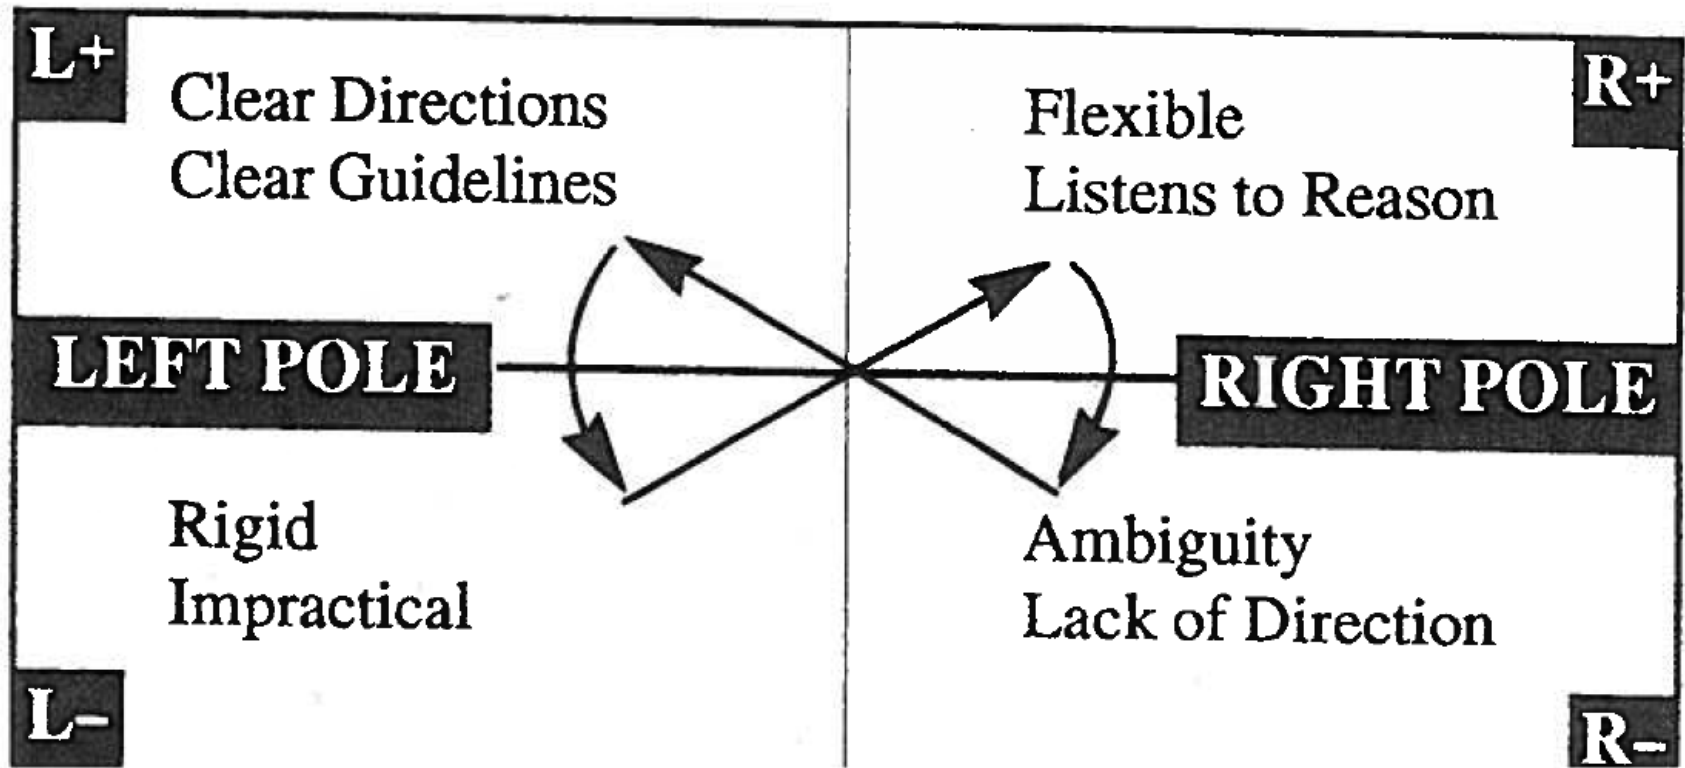 L+
Clear Directions
Clear Guidelines
R+
Flexible
Listens to Reason
LEFT POLE
RIGHT POLE
Rigid
Impractical
L–
Ambiguity
Lack of Direction
R–